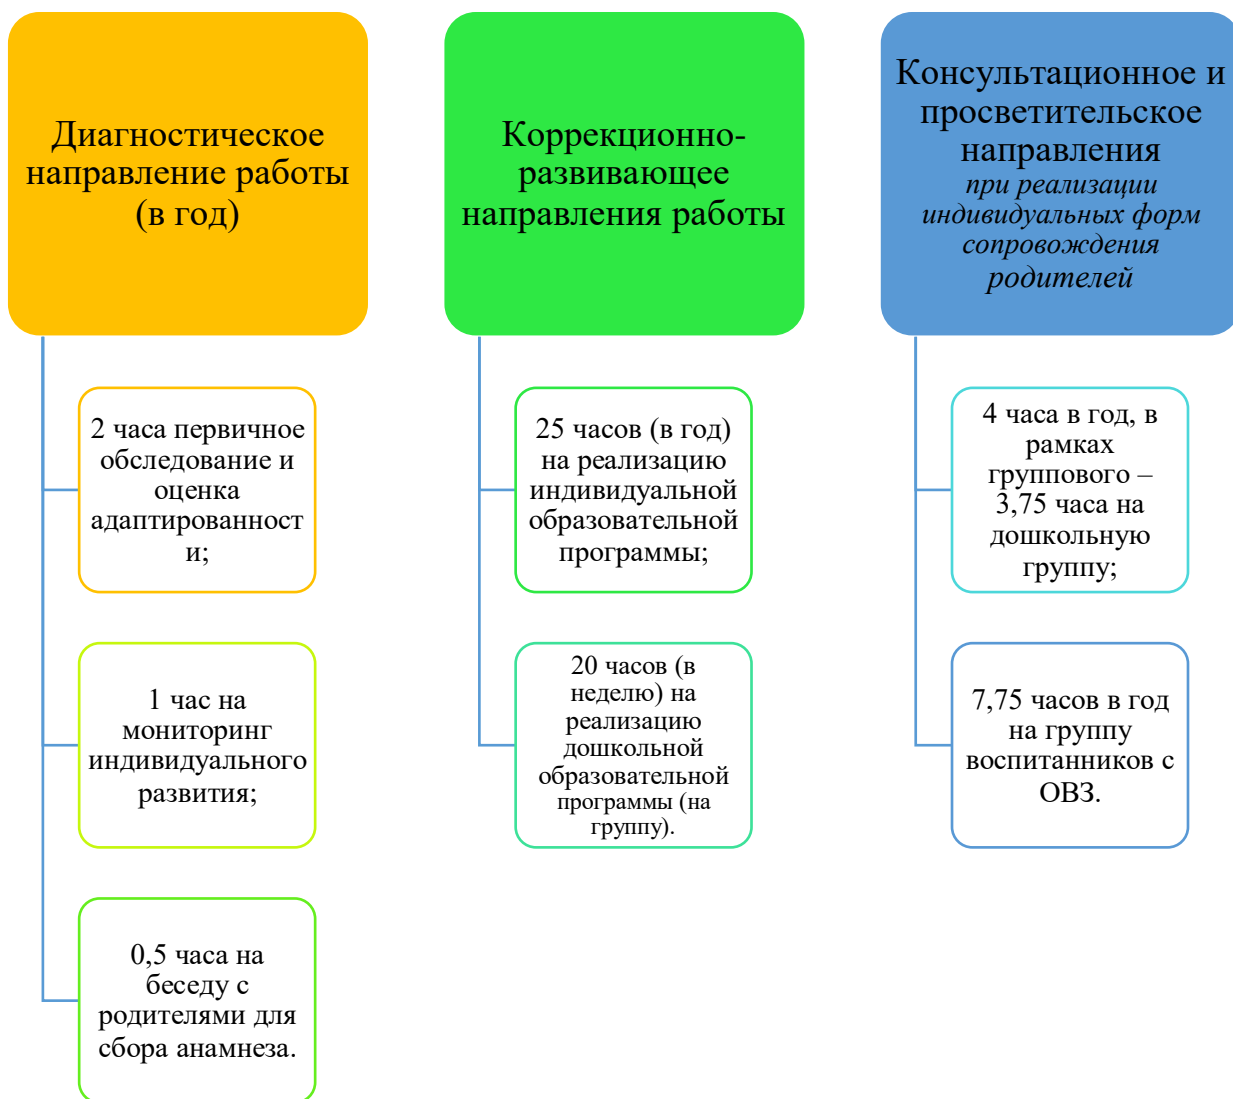 Диагностическое
направление работы
(в год)
2 часа первичное
обследование и
оценка
адаптированност
и;
1 час на
мониторинг
индивидуального
развития;
0,5 часа на
беседу с
родителями для
сбора анамнеза.
Коррекционно-
развивающее
направления работы
25 часов (в год)
на реализацию
индивидуальной
образовательной
программы;
20 часов (в
неделю) на
реализацию
дошкольной
образовательной
программы (на
группу).
Консультационное и
просветительское
направления
при реализации
индивидуальных форм
сопровождения
родителей
4 часа в год, в
рамках
группового –
3,75 часа на
дошкольную
группу;
7,75 часов в год
на группу
воспитанников с
ОВЗ.